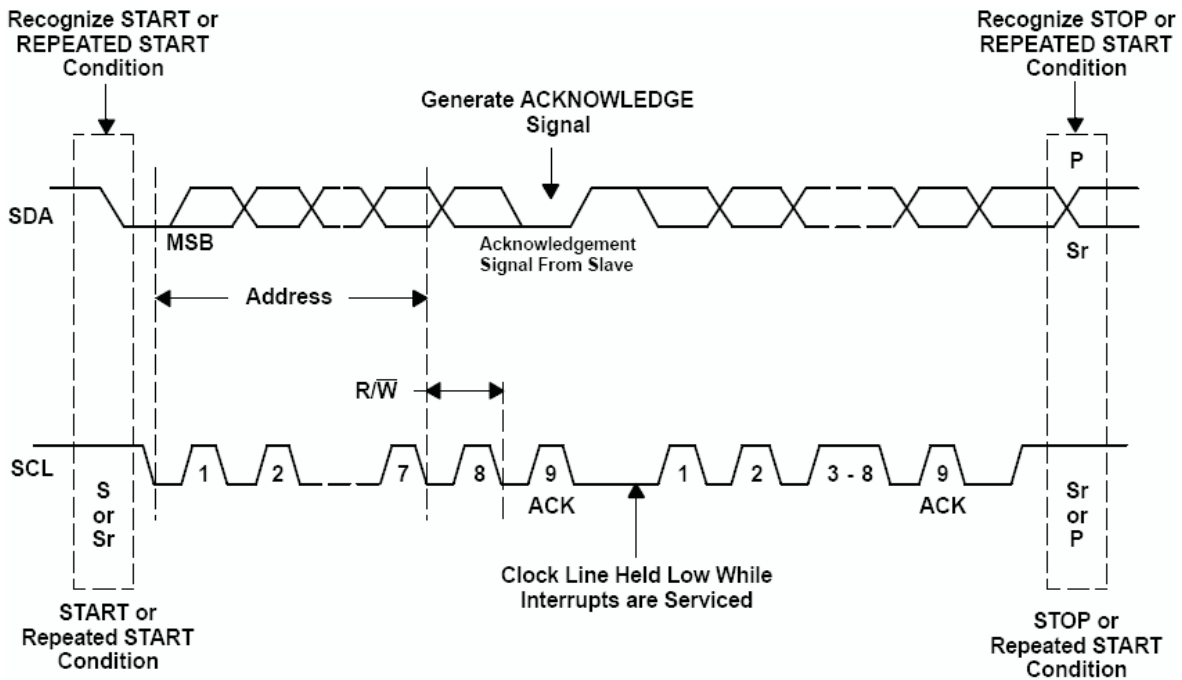 Recognize START or
REPEATED START
Condition
Recognize STOP or
REPEATED START
Condition
Generate ACKNOWLEDGE
Signal
P
SDA
MSB
Acknowledgement
Signal From Slave
Sr
Address
R/W̅
SCL
1
2
7
8
9
1
2
3 - 8
9
ACK
ACK
S
or
Sr
Sr
or
P
Clock Line Held Low While
Interrupts are Serviced
START or
Repeated START
Condition
STOP or
Repeated START
Condition